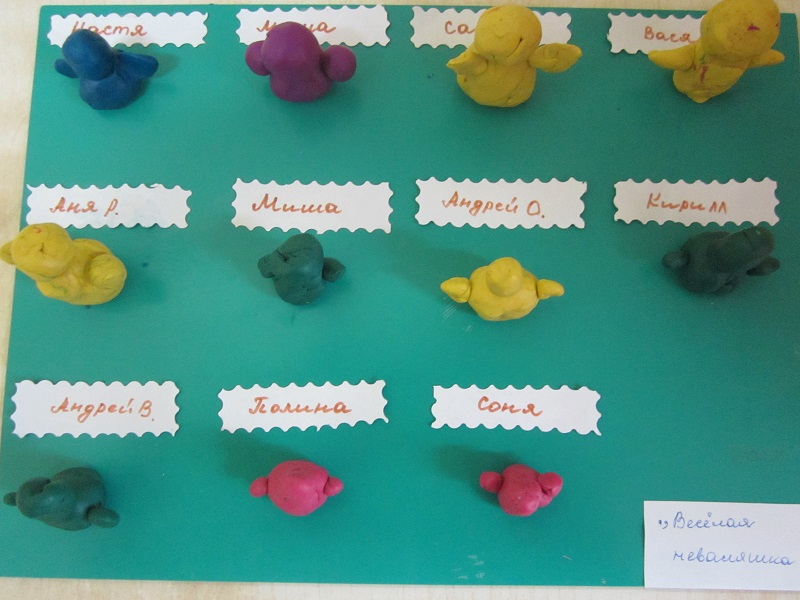 Настя
Вася
Аня Р.
Миша
Андрей О.
Кирилл
Андрей В.
Полина
Соня
„Весёлая
неваляшка